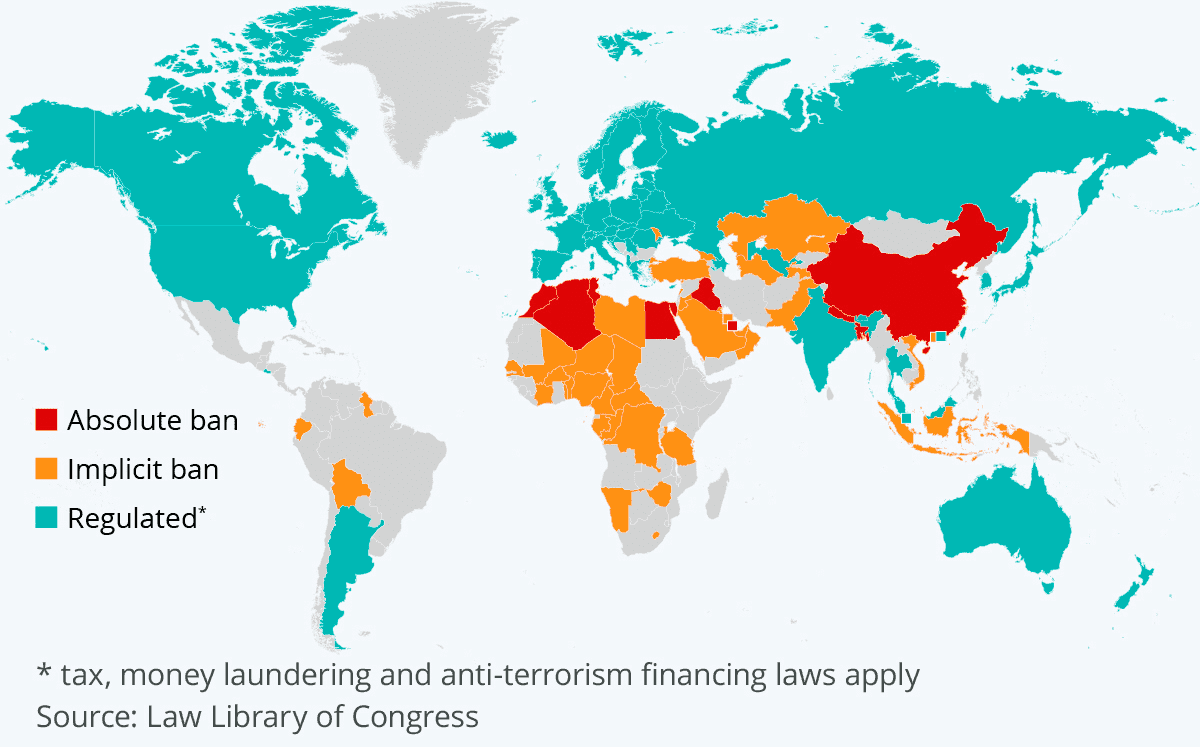 Absolute ban
Implicit ban
Regulated*
* tax, money laundering and anti-terrorism financing laws apply
Source: Law Library of Congress